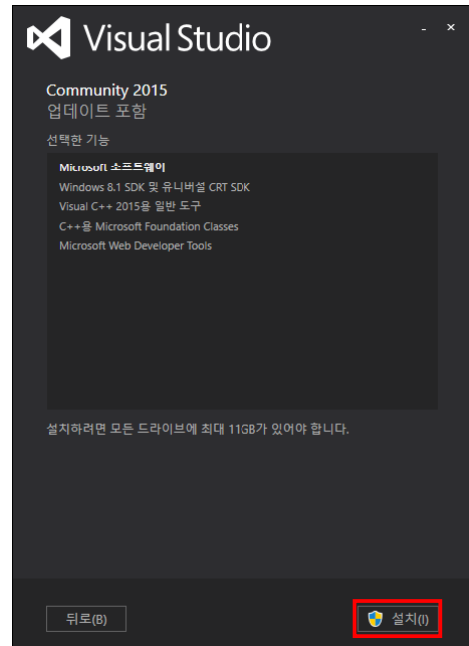 Visual Studio
Community 2015
업데이트 포함
선택한 기능
Microsoft 소프트웨어
Windows 8.1 SDK 및 유니버설 CRT SDK
Visual C++ 2015용 일반 도구
C++용 Microsoft Foundation Classes
Microsoft Web Developer Tools
설치하려면 모든 드라이브에 최대 11GB가 있어야 합니다.
뒤로(B)
설치(I)